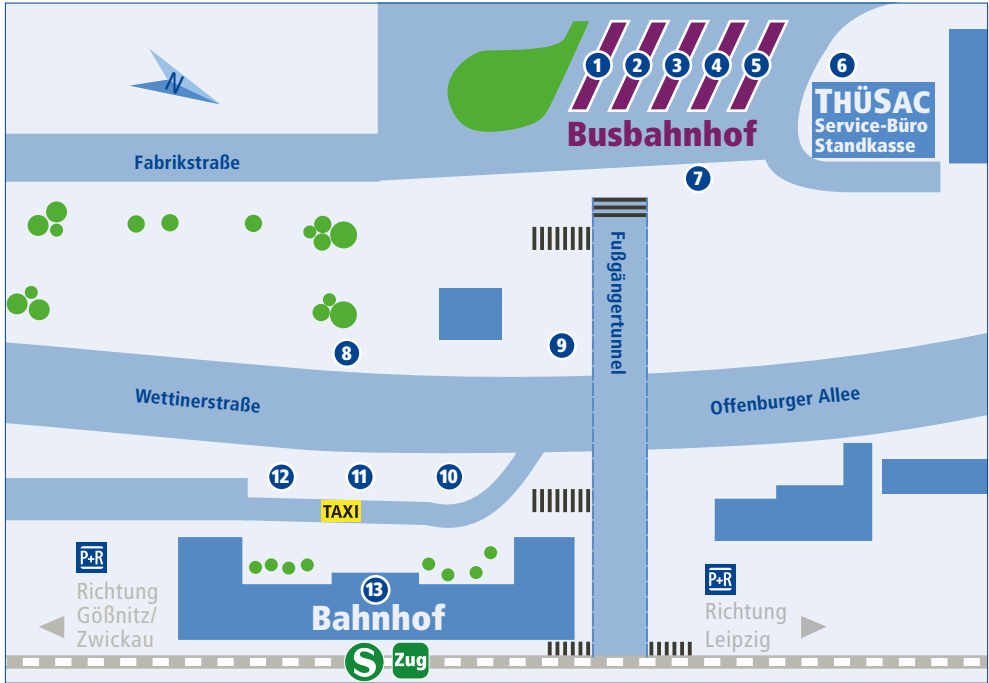 N
1
2
3
4
5
6
THÜSAC
Service-Büro
Standkasse
Busbahnhof
Fabrikstraße
7
Fußgängertunnel
8
9
Wettinerstraße
Offenburger Allee
12
11
10
TAXI
P+R
Richtung
Gößnitz/
Zwickau
P+R
Richtung
Leipzig
13
Bahnhof
S
Zug